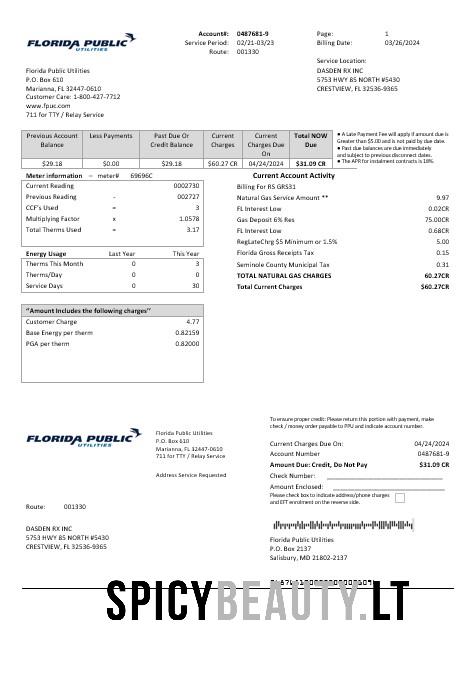 FLORIDA PUBLIC
UTILITIES
Account#: 0487681-9
Service Period: 02/21-03/23
Route: 001330
Page: 1
Billing Date: 03/26/2024
Service Location:
DASDEN RX INC
5753 HWY 85 NORTH #5430
CRESTVIEW, FL 32536-9365
Florida Public Utilities
P.O. Box 610
Marianna, FL 32447-0610
Customer Care: 1-800-427-7712
www.fpuc.com
711 for TTY / Relay Service
Previous Account Balance Less Payments Past Due Or Credit Balance Current Charges Current Charges Due On Total NOW Due
$29.18 $0.00 $29.18 $60.27 CR 04/24/2024 $31.09 CR
● A Late Payment Fee will apply if amount due is
Greater than $5.00 and is not paid by due date.
● Past due balances are due immediately
and subject to previous disconnect dates.
● The APR for instalment contracts is 18%.
Meter information – meter# 69696C
Current Reading 0002730
Previous Reading - 002727
CCF's Used = 3
Multiplying Factor x 1.0578
Total Therms Used = 3.17
Energy Usage Last Year This Year
Therms This Month 0 3
Therms/Day 0 0
Service Days 0 30
"Amount Includes the following charges"
Customer Charge 4.77
Base Energy per therm 0.82159
PGA per therm 0.82000
Current Account Activity
Billing For RS GRS31
Natural Gas Service Amount ** 9.97
FL Interest Low 0.02CR
Gas Deposit 6% Res 75.00CR
FL Interest Low 0.68CR
RegLateChrg $5 Minimum or 1.5% 5.00
Florida Gross Receipts Tax 0.15
Seminole County Municipal Tax 0.31
TOTAL NATURAL GAS CHARGES 60.27CR
Total Current Charges $60.27CR
FLORIDA PUBLIC
UTILITIES
Florida Public Utilities
P.O. Box 610
Marianna, FL 32447-0610
711 for TTY / Relay Service
Address Service Requested
Route: 001330
DASDEN RX INC
5753 HWY 85 NORTH #5430
CRESTVIEW, FL 32536-9365
To ensure proper credit: Please return this portion with payment, make
check / money order payable to PPU and indicate account number.
Current Charges Due On: 04/24/2024
Account Number 0487681-9
Amount Due: Credit, Do Not Pay $31.09 CR
Check Number:
Amount Enclosed:
Please check box to indicate address/phone charges
and EFT enrolment on the reverse side.
Florida Public Utilities
P.O. Box 2137
Salisbury, MD 21802-2137
SPICYBEAUTY.LT